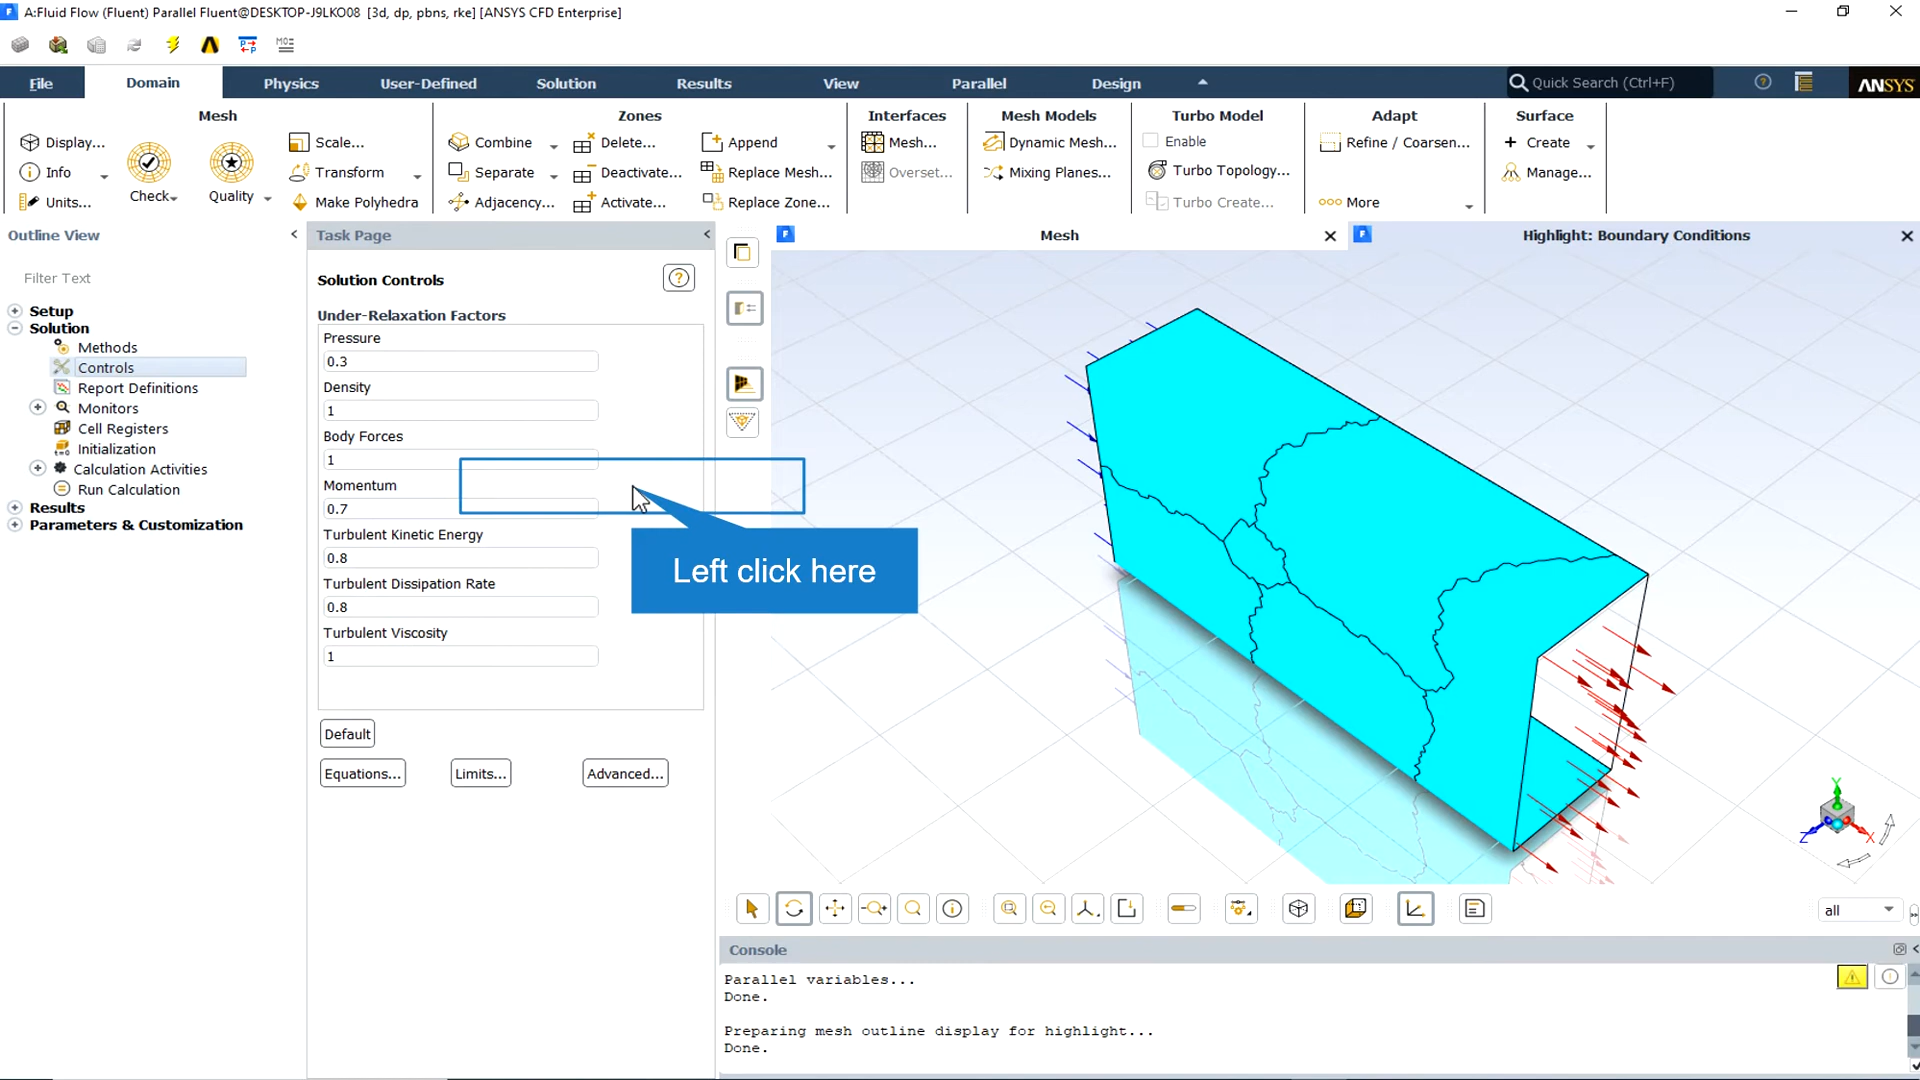 A:Fluid Flow (Fluent) Parallel Fluent@DESKTOP-J9LKO08 [3d, dp, pbns, rke] [ANSYS CFD Enterprise]
File
Domain
Physics
User-Defined
Solution
Results
View
Parallel
Design
Quick Search (Ctrl+F)
ANSYS
Mesh
Display...
Info
Units...
Check
Quality
Scale...
Transform
Make Polyhedra
Zones
Combine
Separate
Adjacency...
Delete...
Deactivate...
Activate...
Append
Replace Mesh...
Replace Zone...
Interfaces
Mesh...
Overset...
Mesh Models
Dynamic Mesh...
Mixing Planes...
Turbo Model
Enable
Turbo Topology...
Turbo Create...
Adapt
Refine / Coarsen...
More
Surface
Create
Manage...
Outline View
Filter Text
Setup
Solution
Methods
Controls
Report Definitions
Monitors
Cell Registers
Initialization
Calculation Activities
Run Calculation
Results
Parameters & Customization
Task Page
Solution Controls
Under-Relaxation Factors
Pressure
0.3
Density
1
Body Forces
1
Momentum
0.7
Turbulent Kinetic Energy
0.8
Turbulent Dissipation Rate
0.8
Turbulent Viscosity
1
Default
Equations...
Limits...
Advanced...
Left click here
Mesh
Highlight: Boundary Conditions
Y
Z
X
all
Console
Parallel variables...
Done.
Preparing mesh outline display for highlight...
Done.